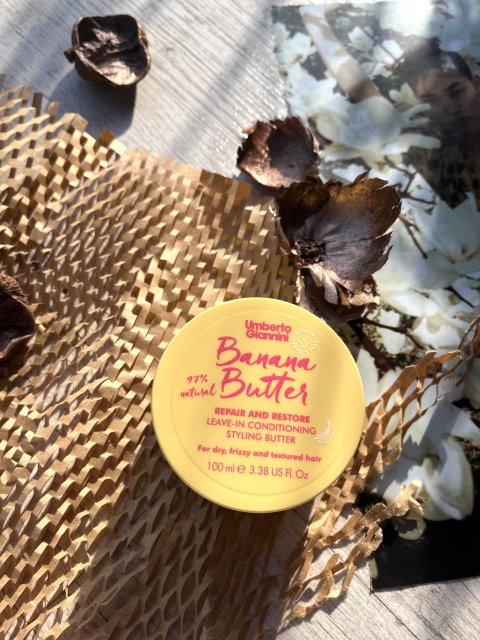 Umberto
Giannini
Banana
97% natural
Butter
REPAIR AND RESTORE
LEAVE-IN CONDITIONING
STYLING BUTTER
For dry, frizzy and textured hair
100 ml e 3.38 US Fl. Oz